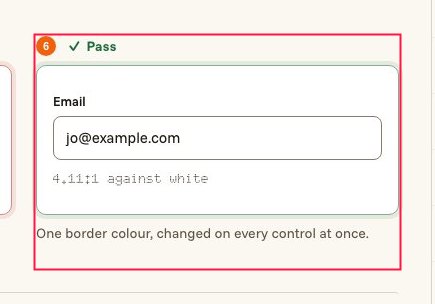 6 ✓ Pass
Email
jo@example.com
4.11:1 against white
One border colour, changed on every control at once.